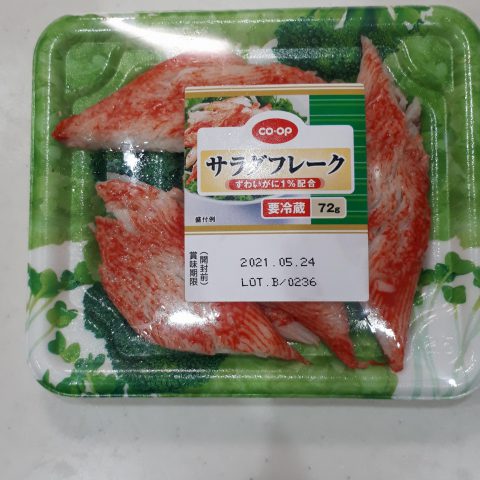 CO·OP
サラダフレーク
ずわいがに1%配合
盛付例
要冷蔵 72g
(開封前)
賞味期限
2021.05.24
LOT.B/0236